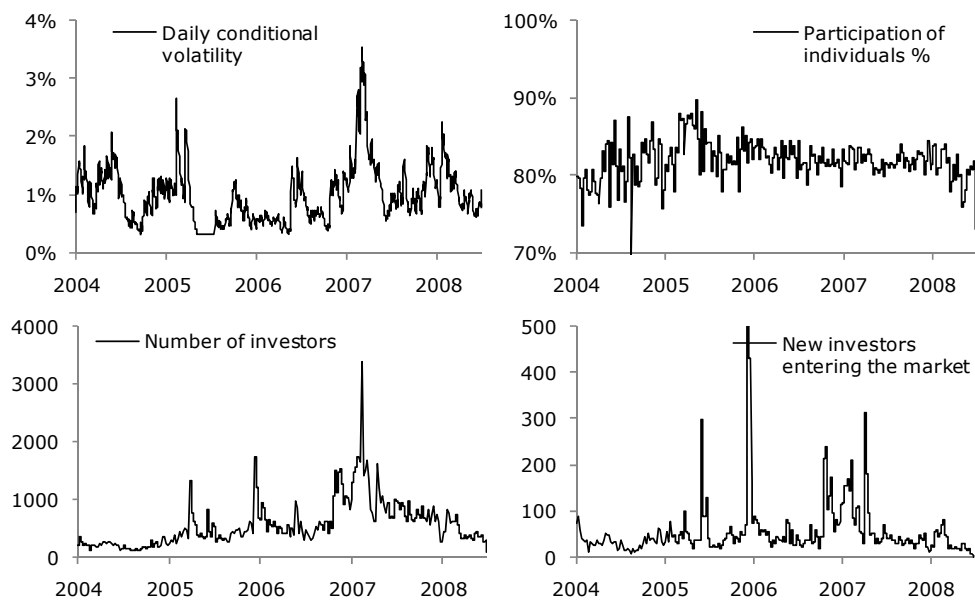 4%
3%
2%
1%
0%
Daily conditional
volatility
2004 2005 2006 2007 2008
100%
90%
80%
70%
Participation of
individuals %
2004 2005 2006 2007 2008
4000
3000
2000
1000
0
Number of investors
2004 2005 2006 2007 2008
500
400
300
200
100
0
New investors
entering the market
2004 2005 2006 2007 2008